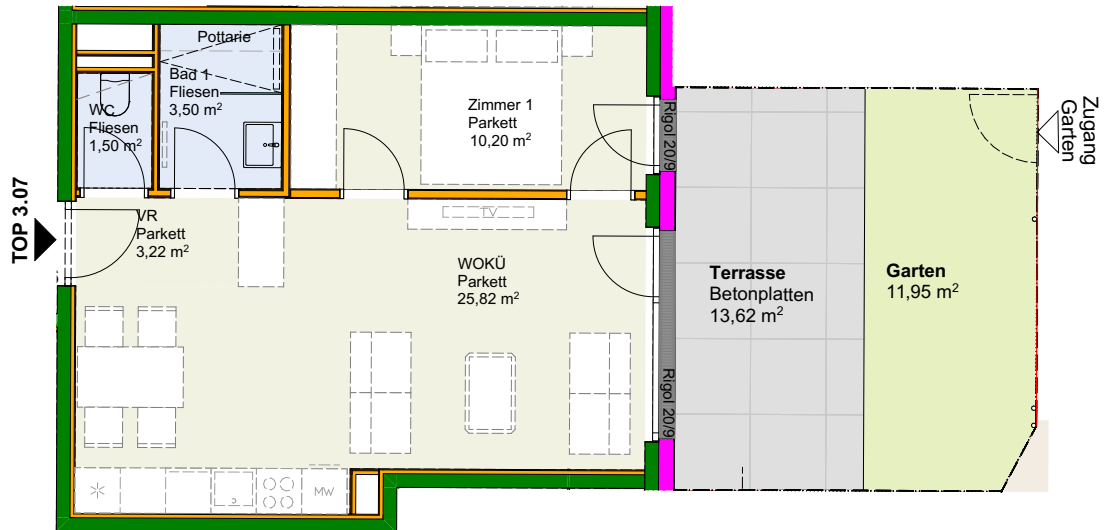 Pottarie
Bad 1
Fliesen
3,50 m²
WC
Fliesen
1,50 m²
Zimmer 1
Parkett
10,20 m²
Rigol 20/9
Zugang
Garten
TOP 3.07
VR
Parkett
3,22 m²
TV
WOKÜ
Parkett
25,82 m²
Terrasse
Betonplatten
13,62 m²
Garten
11,95 m²
Rigol 20/9
MW